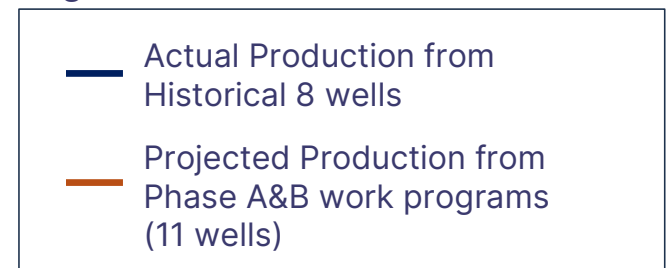 Actual Production from
Historical 8 wells
Projected Production from
Phase A&B work programs
(11 wells)